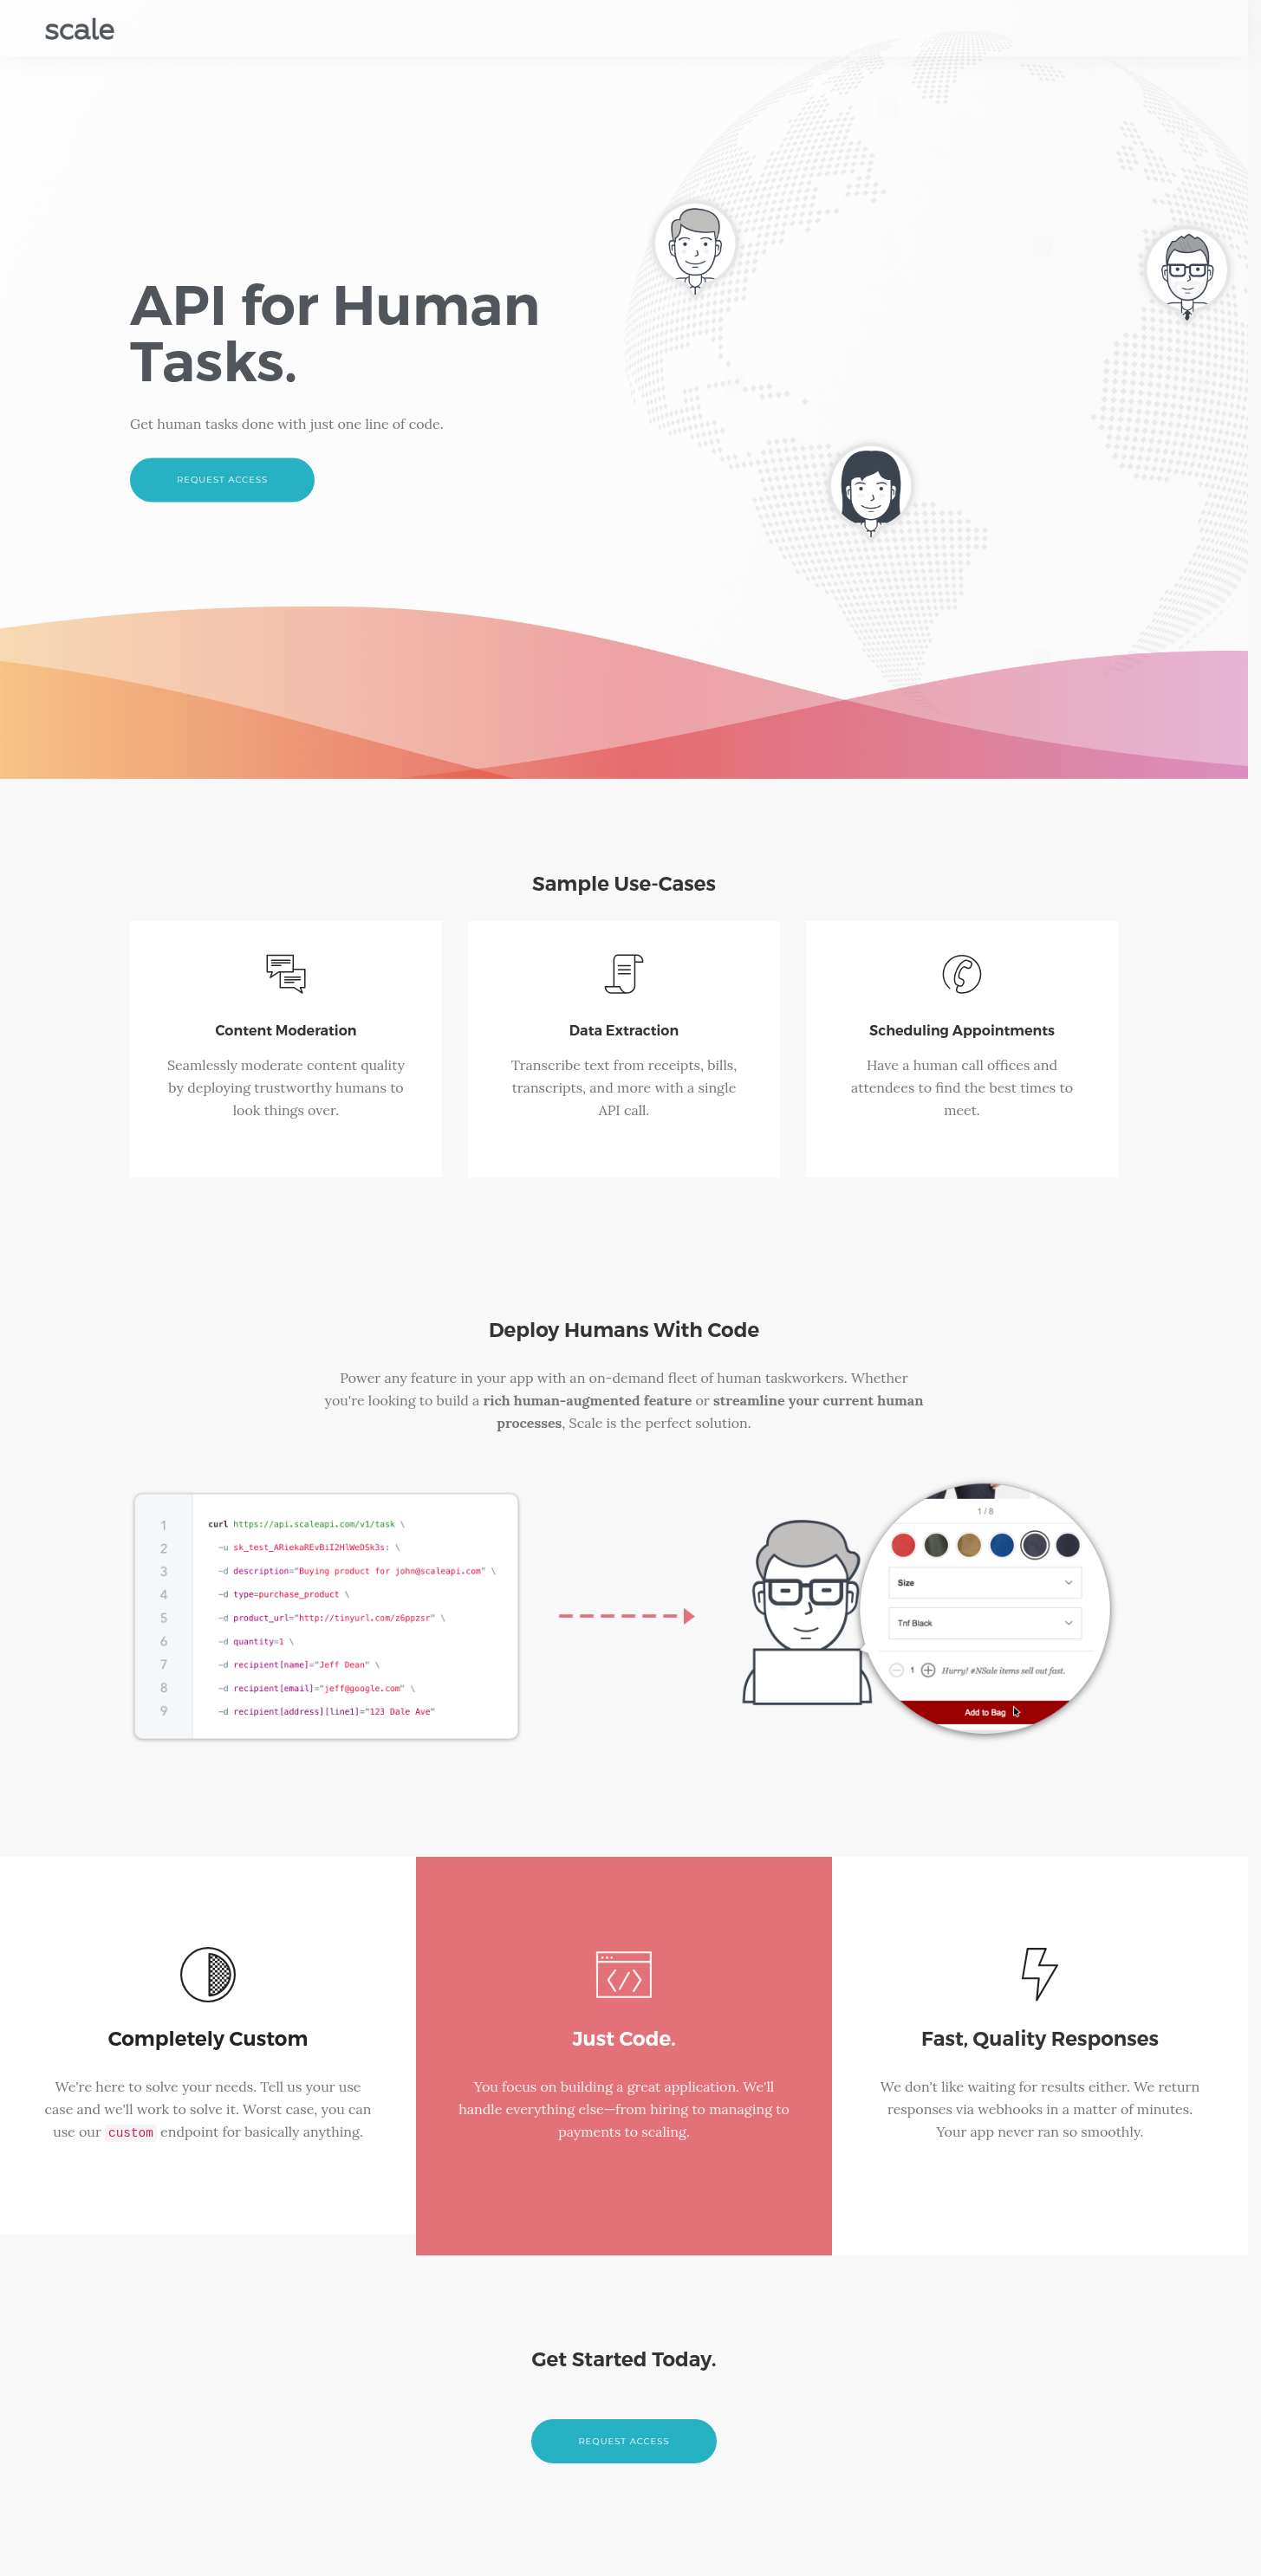 scale
API for Human
Tasks.
Get human tasks done with just one line of code.
REQUEST ACCESS
Sample Use-Cases
Content Moderation
Seamlessly moderate content quality
by deploying trustworthy humans to
look things over.
Data Extraction
Transcribe text from receipts, bills,
transcripts, and more with a single
API call.
Scheduling Appointments
Have a human call offices and
attendees to find the best times to
meet.
Deploy Humans With Code
Power any feature in your app with an on-demand fleet of human taskworkers. Whether
you're looking to build a rich human-augmented feature or streamline your current human
processes, Scale is the perfect solution.
1 curl https://api.scaleapi.com/v1/task \
2 -u sk_test_ARiekaREvBiI2HlWeDSk3s: \
3 -d description="Buying product for john@scaleapi.com" \
4 -d type=purchase_product \
5 -d product_url="http://tinyurl.com/z6ppzsr" \
6 -d quantity=1 \
7 -d recipient[name]="Jeff Dean" \
8 -d recipient[email]="jeff@google.com" \
9 -d recipient[address][line1]="123 Dale Ave"
1 / 8
Size
Tnf Black
1 Hurry! #NSale items sell out fast.
Add to Bag
Completely Custom
We're here to solve your needs. Tell us your use
case and we'll work to solve it. Worst case, you can
use our custom endpoint for basically anything.
Just Code.
You focus on building a great application. We'll
handle everything else—from hiring to managing to
payments to scaling.
Fast, Quality Responses
We don't like waiting for results either. We return
responses via webhooks in a matter of minutes.
Your app never ran so smoothly.
Get Started Today.
REQUEST ACCESS